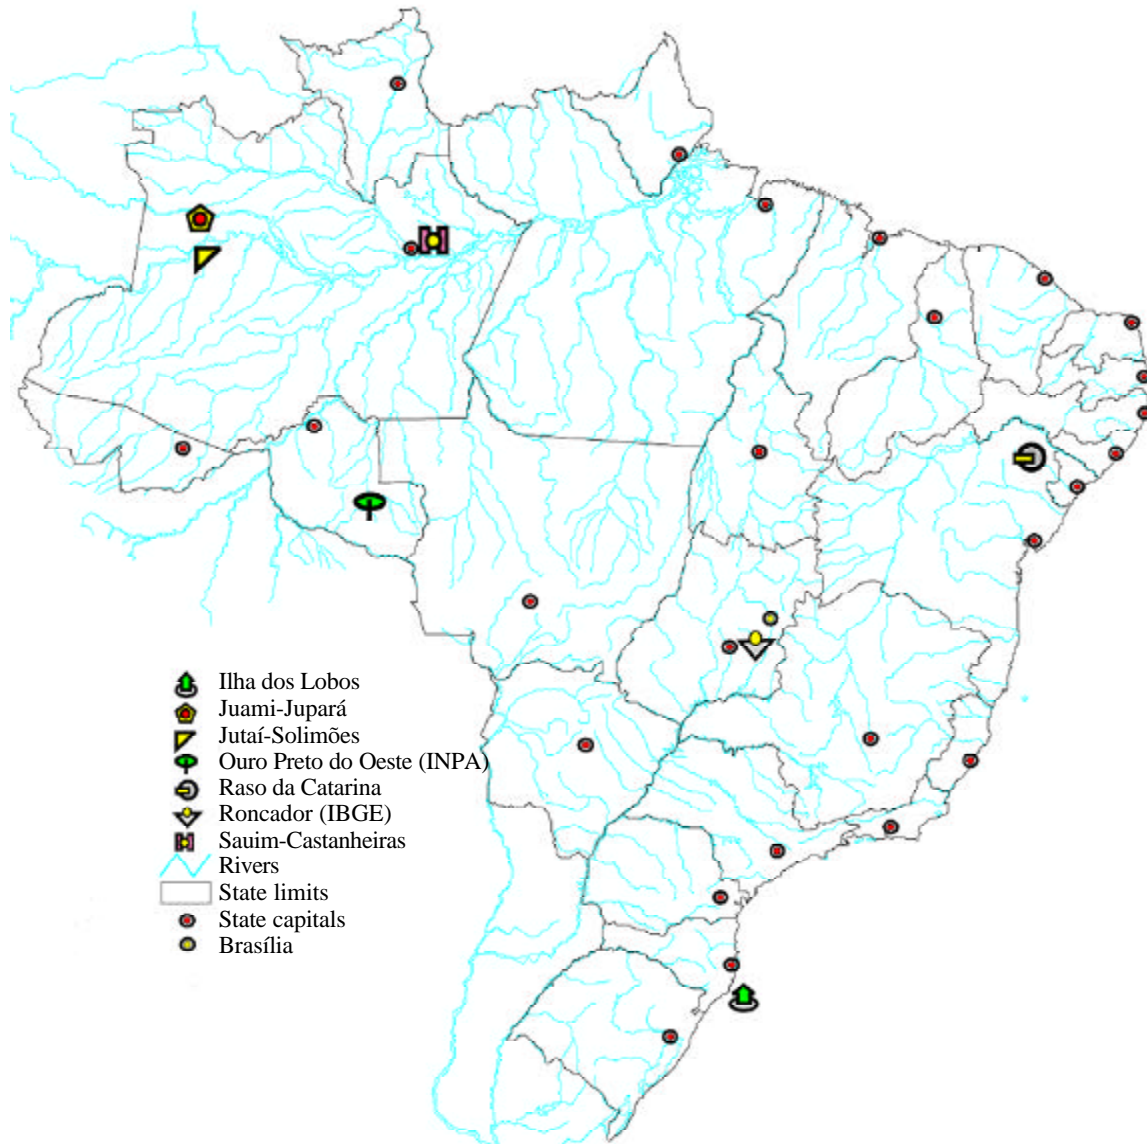 Ilha dos Lobos
Juami-Jupará
Jutaí-Solimões
Ouro Preto do Oeste (INPA)
Raso da Catarina
Roncador (IBGE)
Sauim-Castanheiras
Rivers
State limits
State capitals
Brasília